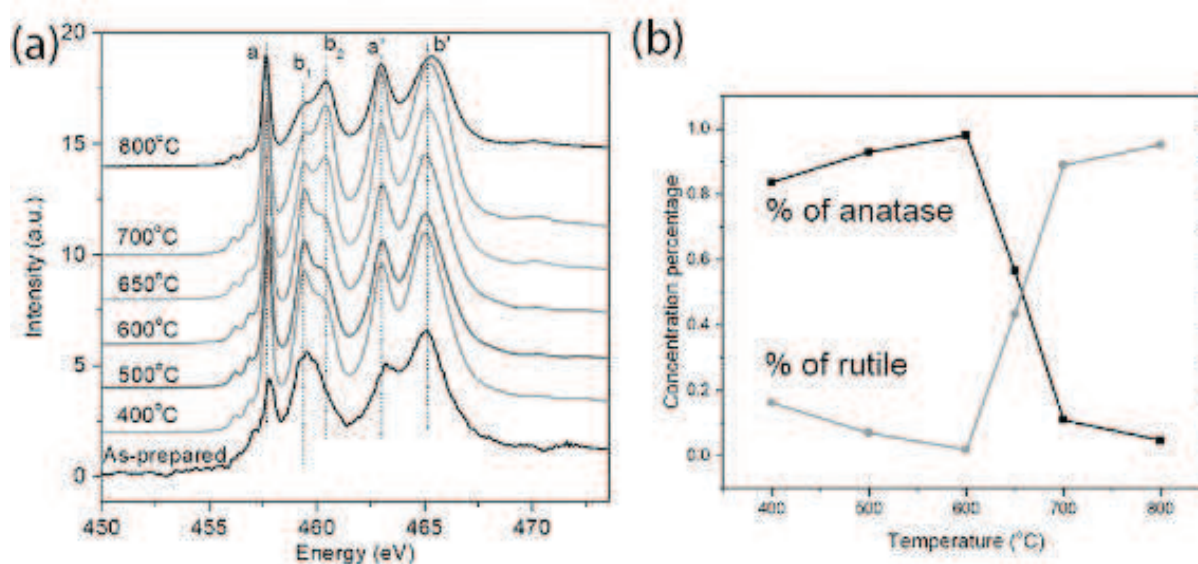 (a)
20
15
10
5
0
Intensity (a.u.)
a
b1
b2
a'
b'
800°C
700°C
650°C
600°C
500°C
400°C
As-prepared
450
455
460
465
470
Energy (eV)
(b)
1.0
0.8
0.6
0.4
0.2
0.0
Concentration percentage
% of anatase
% of rutile
400
500
600
700
800
Temperature (°C)